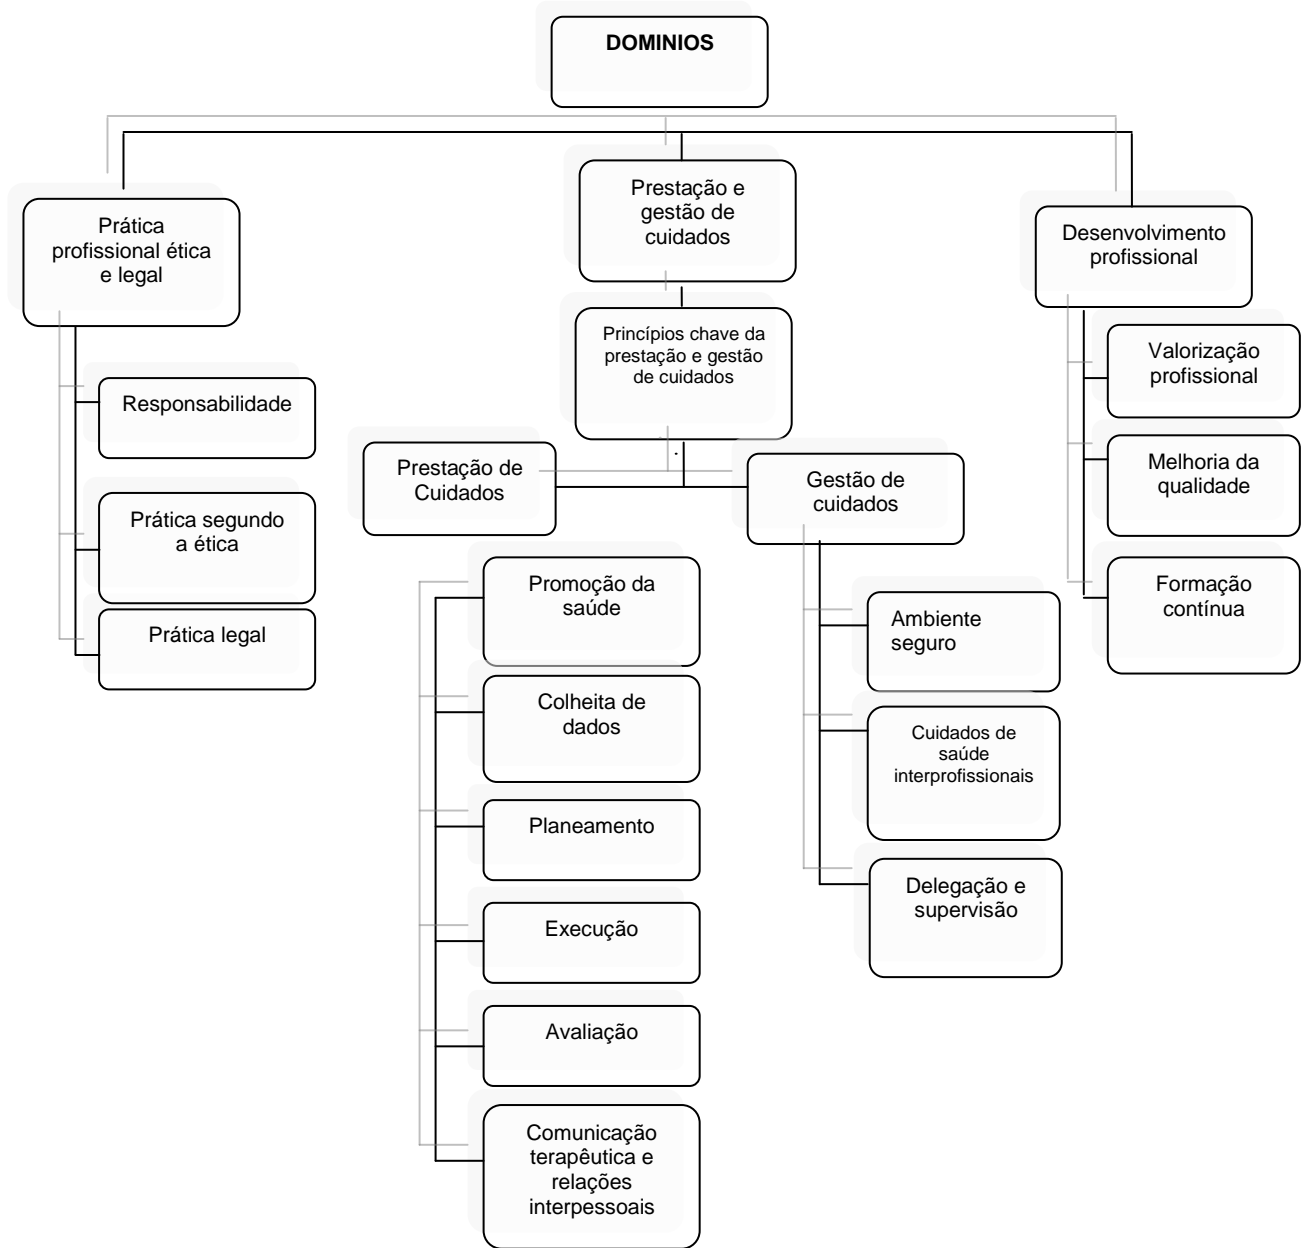 DOMINIOS
Prática
profissional ética
e legal
Prestação e
gestão de
cuidados
Desenvolvimento
profissional
Princípios chave da
prestação e gestão
de cuidados
Responsabilidade
Prática segundo
a ética
Prática legal
Prestação de
Cuidados
Promoção da
saúde
Colheita de
dados
Planeamento
Execução
Avaliação
Comunicação
terapêutica e
relações
interpessoais
Gestão de
cuidados
Ambiente
seguro
Cuidados de
saúde
interprofissionais
Delegação e
supervisão
Valorização
profissional
Melhoria da
qualidade
Formação
contínua